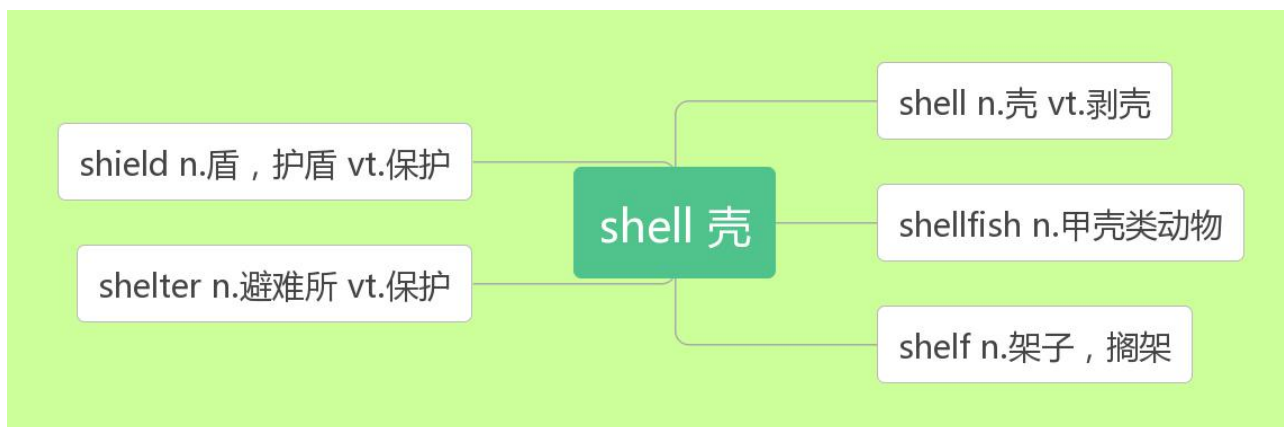 shell 壳
shell n.壳 vt.剥壳
shellfish n.甲壳类动物
shelf n.架子，搁架
shield n.盾，护盾 vt.保护
shelter n.避难所 vt.保护